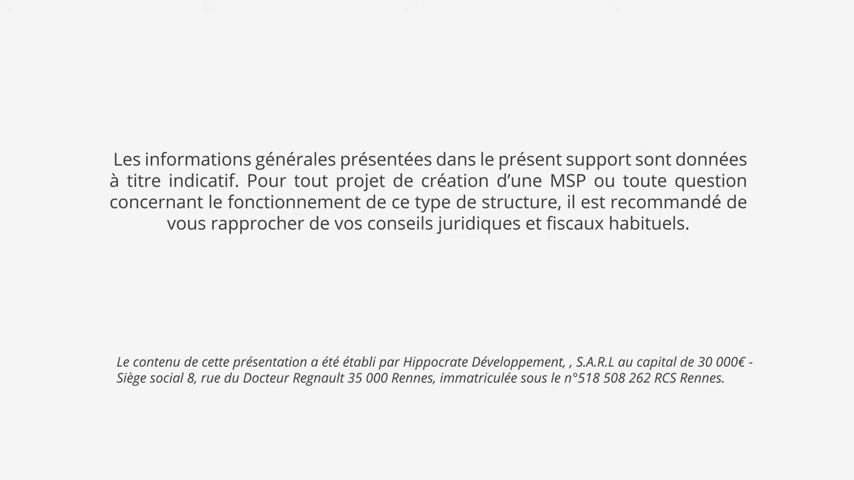 Les informations générales présentées dans le présent support sont données
à titre indicatif. Pour tout projet de création d’une MSP ou toute question
concernant le fonctionnement de ce type de structure, il est recommandé de
vous rapprocher de vos conseils juridiques et fiscaux habituels.
Le contenu de cette présentation a été établi par Hippocrate Développement, , S.A.R.L au capital de 30 000€ -
Siège social 8, rue du Docteur Regnault 35 000 Rennes, immatriculée sous le n°518 508 262 RCS Rennes.